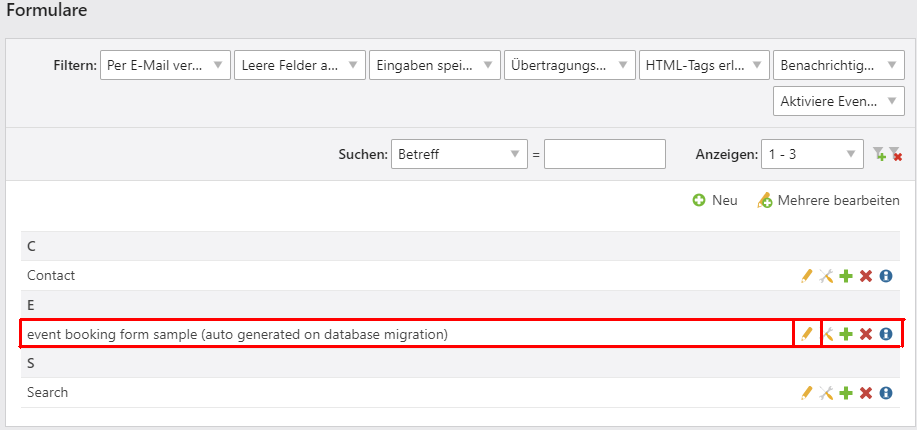 Formulare
Filtern: Per E-Mail ver... Leere Felder a... Eingaben spei... Übertragungs... HTML-Tags erl... Benachrichtig...
Aktiviere Even...
Suchen: Betreff = Anzeigen: 1 - 3
Neu Mehrere bearbeiten
C
Contact
E
event booking form sample (auto generated on database migration)
S
Search